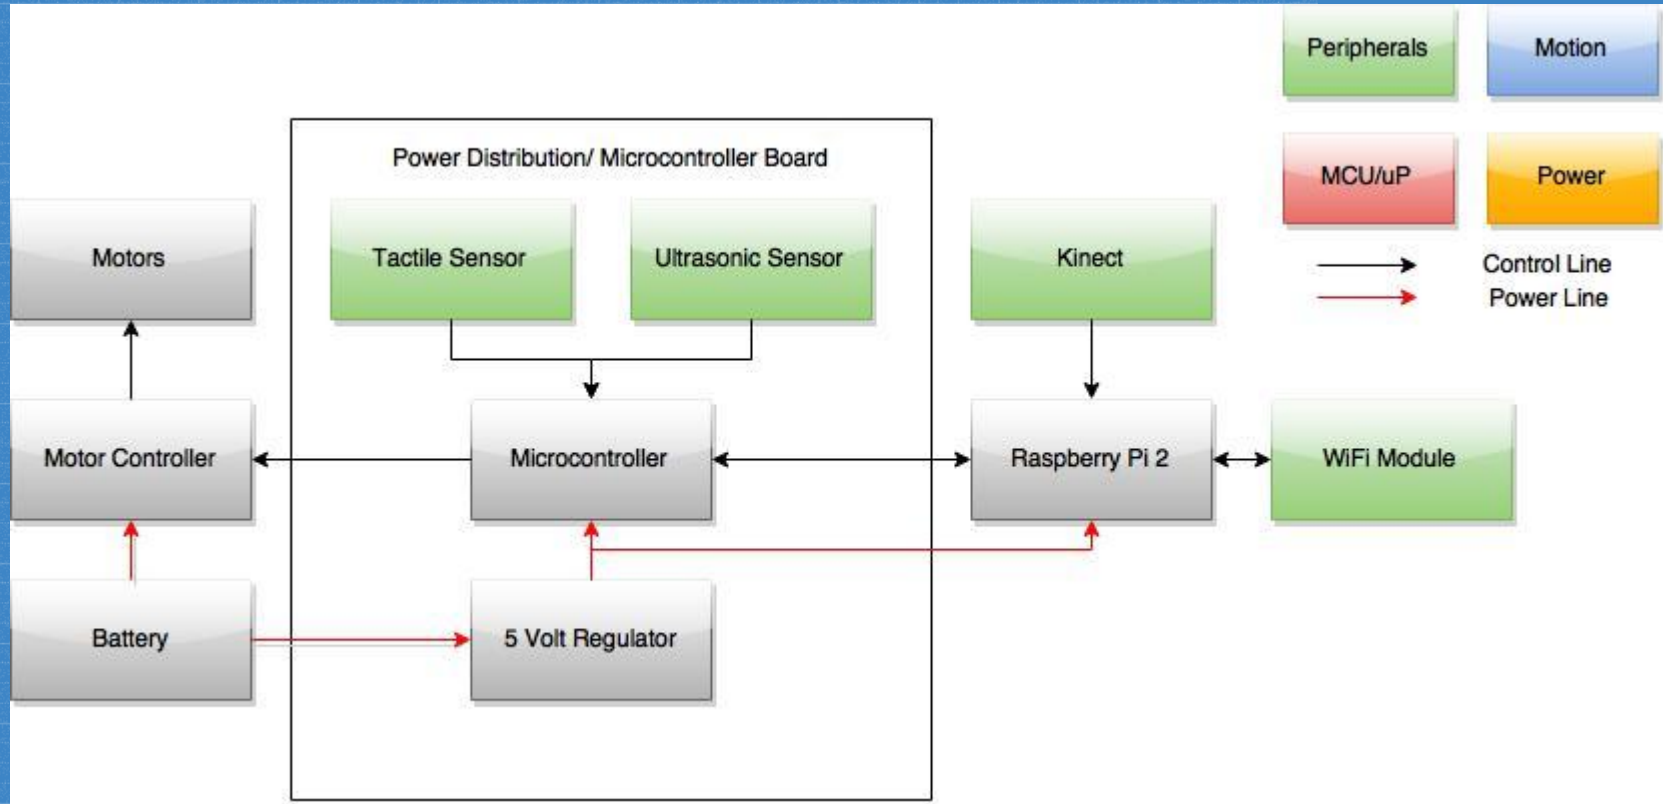 Peripherals
Motion
Power Distribution/ Microcontroller Board
MCU/uP
Power
Motors
Tactile Sensor
Ultrasonic Sensor
Kinect
Control Line
Power Line
Motor Controller
Microcontroller
Raspberry Pi 2
WiFi Module
Battery
5 Volt Regulator